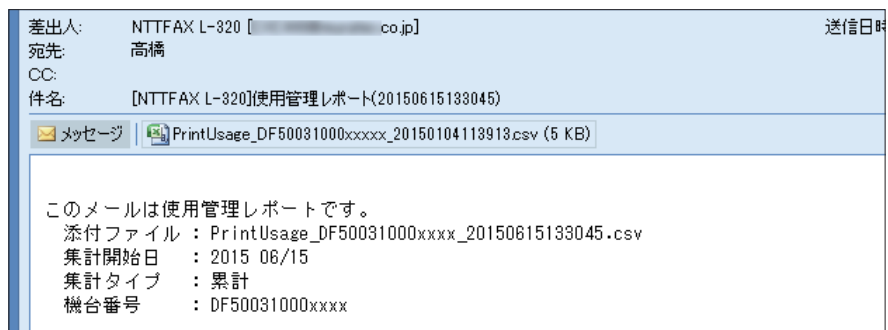 差出人: NTTFAX L-320 [ co.jp] 送信日時
宛先: 高橋
CC:
件名: [NTTFAX L-320]使用管理レポート(20150615133045)
メッセージ PrintUsage_DF50031000xxxxx_20150104113913.csv (5 KB)
このメールは使用管理レポートです。
添付ファイル : PrintUsage_DF50031000xxxx_20150615133045.csv
集計開始日 : 2015 06/15
集計タイプ : 累計
機台番号 : DF50031000xxxx